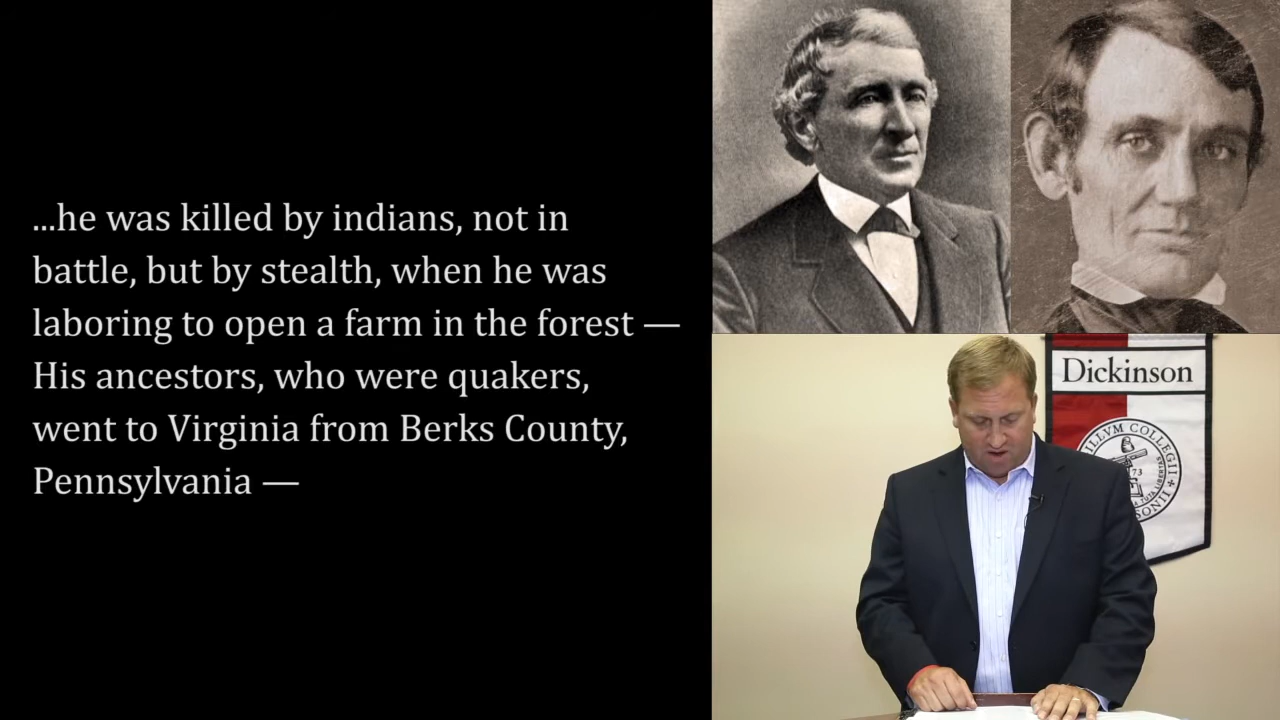 ...he was killed by indians, not in
battle, but by stealth, when he was
laboring to open a farm in the forest —
His ancestors, who were quakers,
went to Virginia from Berks County,
Pennsylvania —
Dickinson